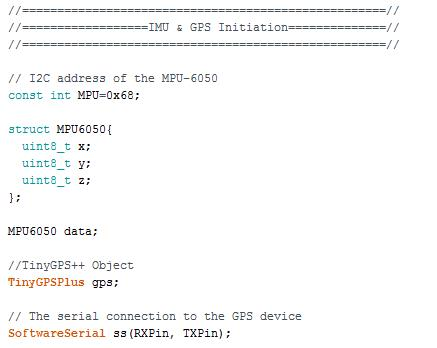 //====================================================//
//==================IMU & GPS Initiation==============//
//====================================================//
// I2C address of the MPU-6050
const int MPU=0x68;
struct MPU6050{
uint8_t x;
uint8_t y;
uint8_t z;
};
MPU6050 data;
//TinyGPS++ Object
TinyGPSPlus gps;
// The serial connection to the GPS device
SoftwareSerial ss(RXPin, TXPin);